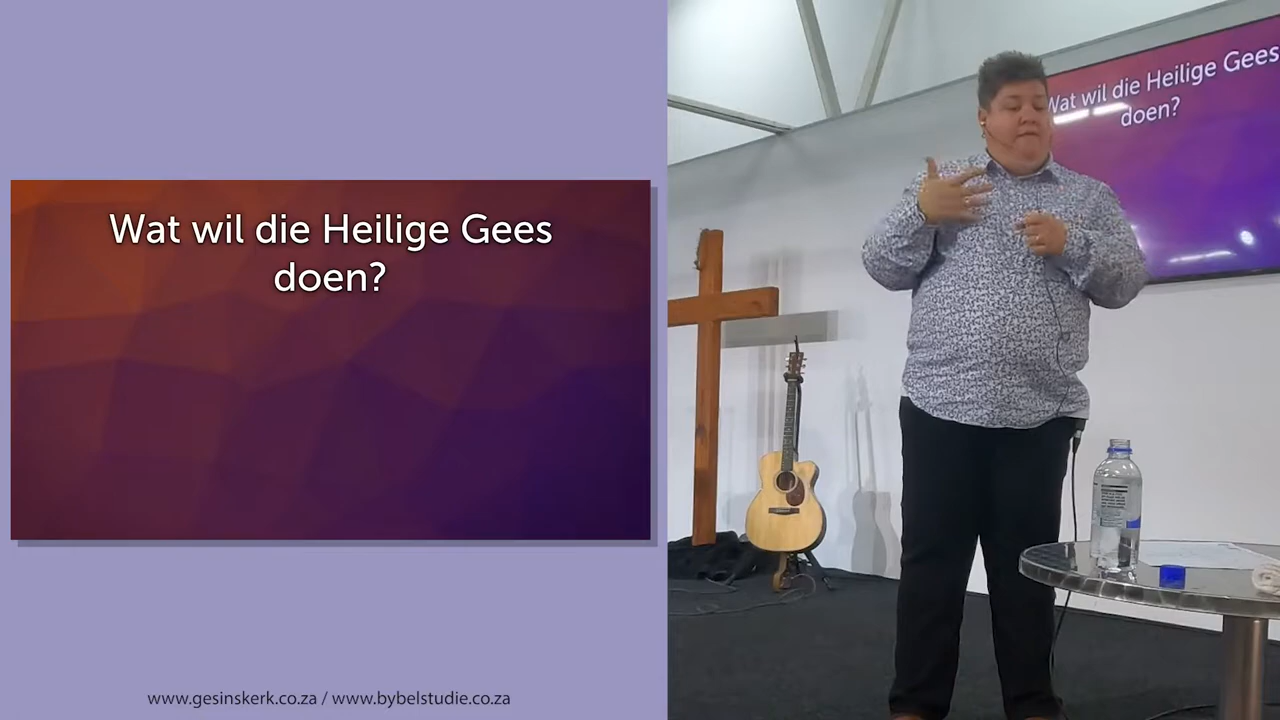 Wat wil die Heilige Gees
doen?
www.gesinskerk.co.za / www.bybelstudie.co.za
Wat wil die Heilige Gees
doen?